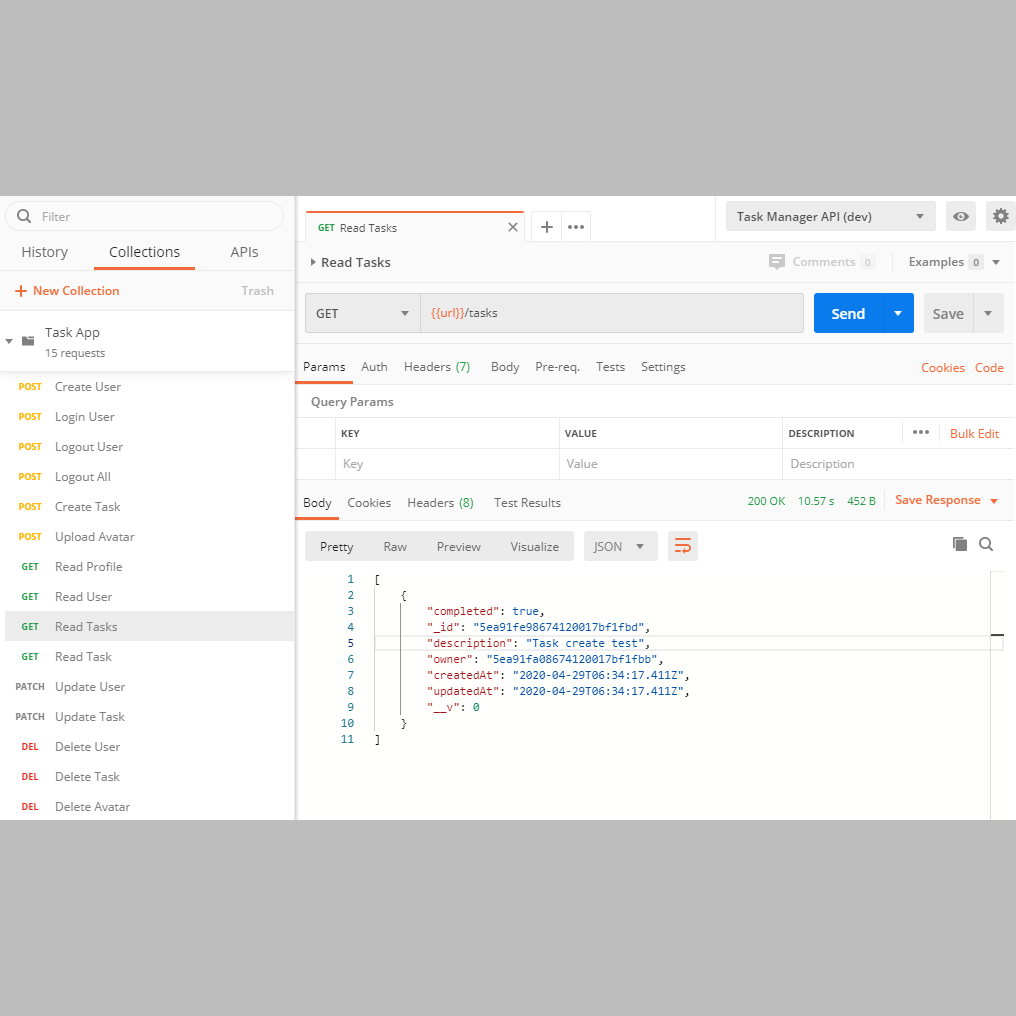 Filter
History Collections APIs
+ New Collection Trash
Task App
15 requests
POST Create User
POST Login User
POST Logout User
POST Logout All
POST Create Task
POST Upload Avatar
GET Read Profile
GET Read User
GET Read Tasks
GET Read Task
PATCH Update User
PATCH Update Task
DEL Delete User
DEL Delete Task
DEL Delete Avatar
GET Read Tasks
Task Manager API (dev)
Read Tasks Comments 0 Examples 0
GET {{url}}/tasks Send Save
Params Auth Headers (7) Body Pre-req. Tests Settings Cookies Code
Query Params
KEY VALUE DESCRIPTION ••• Bulk Edit
Key Value Description
Body Cookies Headers (8) Test Results 200 OK 10.57 s 452 B Save Response
Pretty Raw Preview Visualize JSON
1 [
2 {
3 "completed": true,
4 "_id": "5ea91fe98674120017bf1fbd",
5 "description": "Task create test",
6 "owner": "5ea91fa08674120017bf1fbb",
7 "createdAt": "2020-04-29T06:34:17.411Z",
8 "updatedAt": "2020-04-29T06:34:17.411Z",
9 "__v": 0
10 }
11 ]